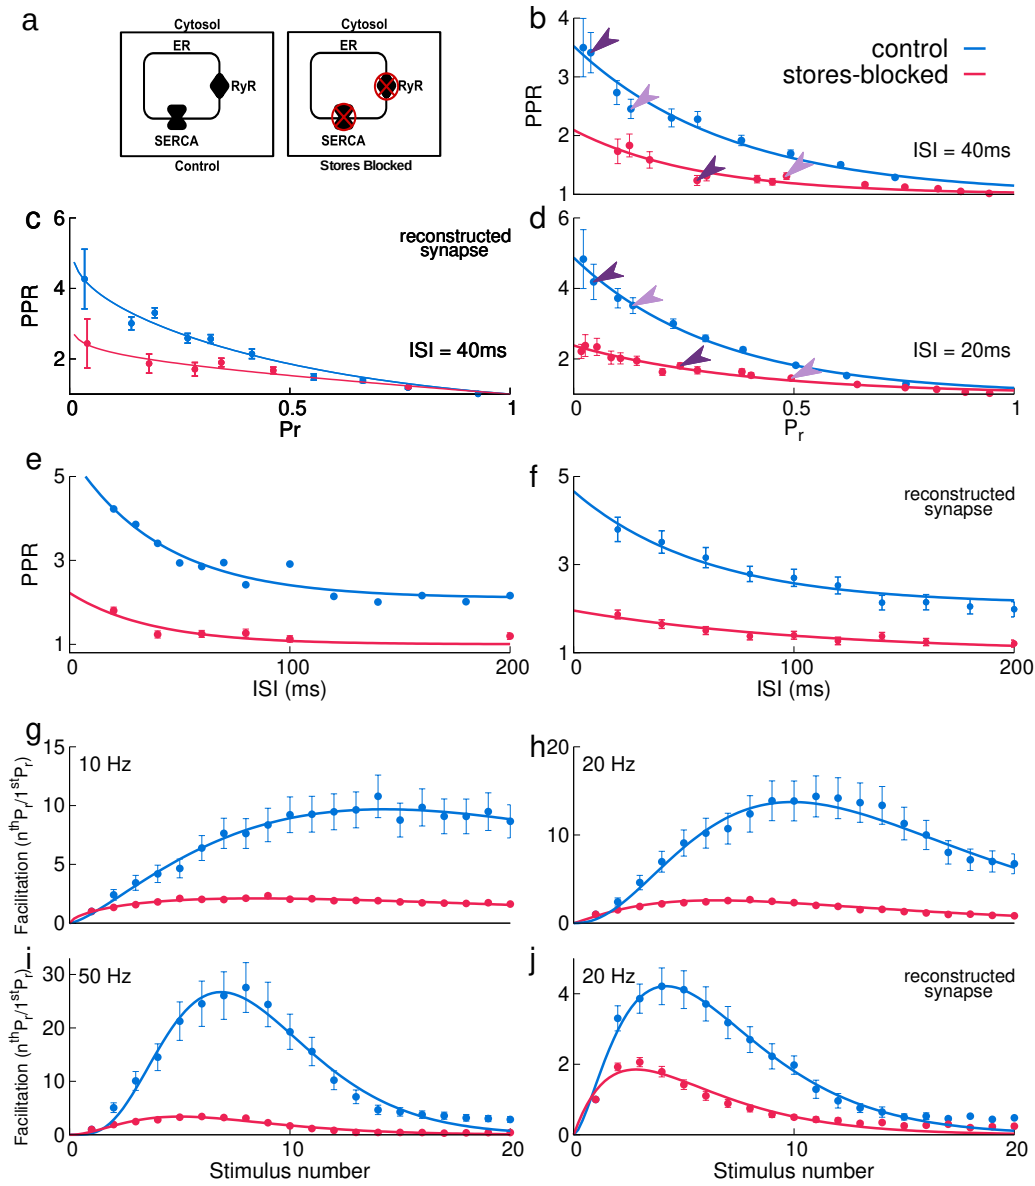 a
Cytosol
ER
RyR
SERCA
Control
Cytosol
ER
RyR
SERCA
Stores Blocked
b
4
3
2
1
PPR
0
0.5
1
control
stores-blocked
ISI = 40ms
c
6
4
2
PPR
0
0.5
1
Pr
reconstructed
synapse
ISI = 40ms
d
6
4
2
0
0.5
1
Pr
ISI = 20ms
e
5
3
1
PPR
0
100
200
ISI (ms)
f
5
3
1
0
100
200
ISI (ms)
reconstructed
synapse
g
15
10
5
0
Facilitation (nthPr/1stPr)
10 Hz
h
20
10
0
20 Hz
i
30
20
10
0
Facilitation (nthPr/1stPr)
50 Hz
0
10
20
Stimulus number
j
4
2
0
20 Hz
reconstructed
synapse
0
10
20
Stimulus number